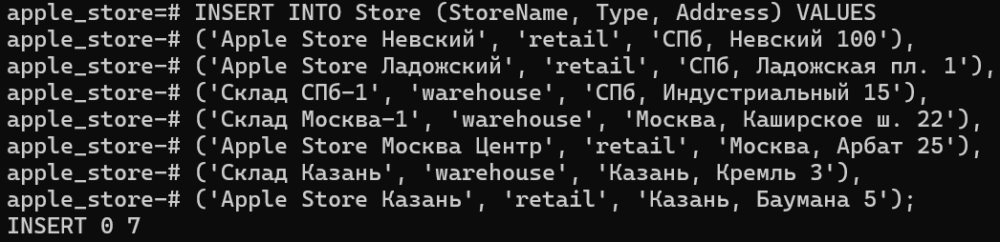 apple_store=# INSERT INTO Store (StoreName, Type, Address) VALUES
apple_store-# ('Apple Store Невский', 'retail', 'СПб, Невский 100'),
apple_store-# ('Apple Store Ладожский', 'retail', 'СПб, Ладожская пл. 1'),
apple_store-# ('Склад СПб-1', 'warehouse', 'СПб, Индустриальный 15'),
apple_store-# ('Склад Москва-1', 'warehouse', 'Москва, Каширское ш. 22'),
apple_store-# ('Apple Store Москва Центр', 'retail', 'Москва, Арбат 25'),
apple_store-# ('Склад Казань', 'warehouse', 'Казань, Кремль 3'),
apple_store-# ('Apple Store Казань', 'retail', 'Казань, Баумана 5');
INSERT 0 7